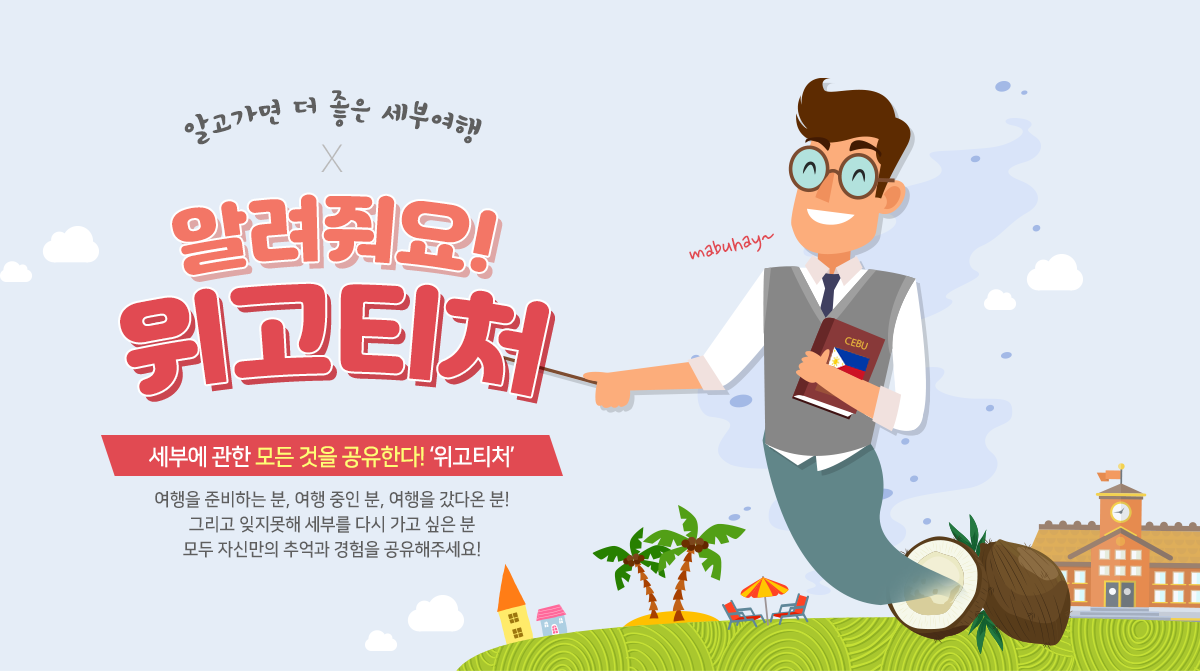 알고가면 더 좋은 세부여행
X
알려줘요!
위고티처
mabuhay~
CEBU
세부에 관한 모든 것을 공유한다! ‘위고티처’
여행을 준비하는 분, 여행 중인 분, 여행을 갔다온 분!
그리고 잊지못해 세부를 다시 가고 싶은 분
모두 자신만의 추억과 경험을 공유해주세요!